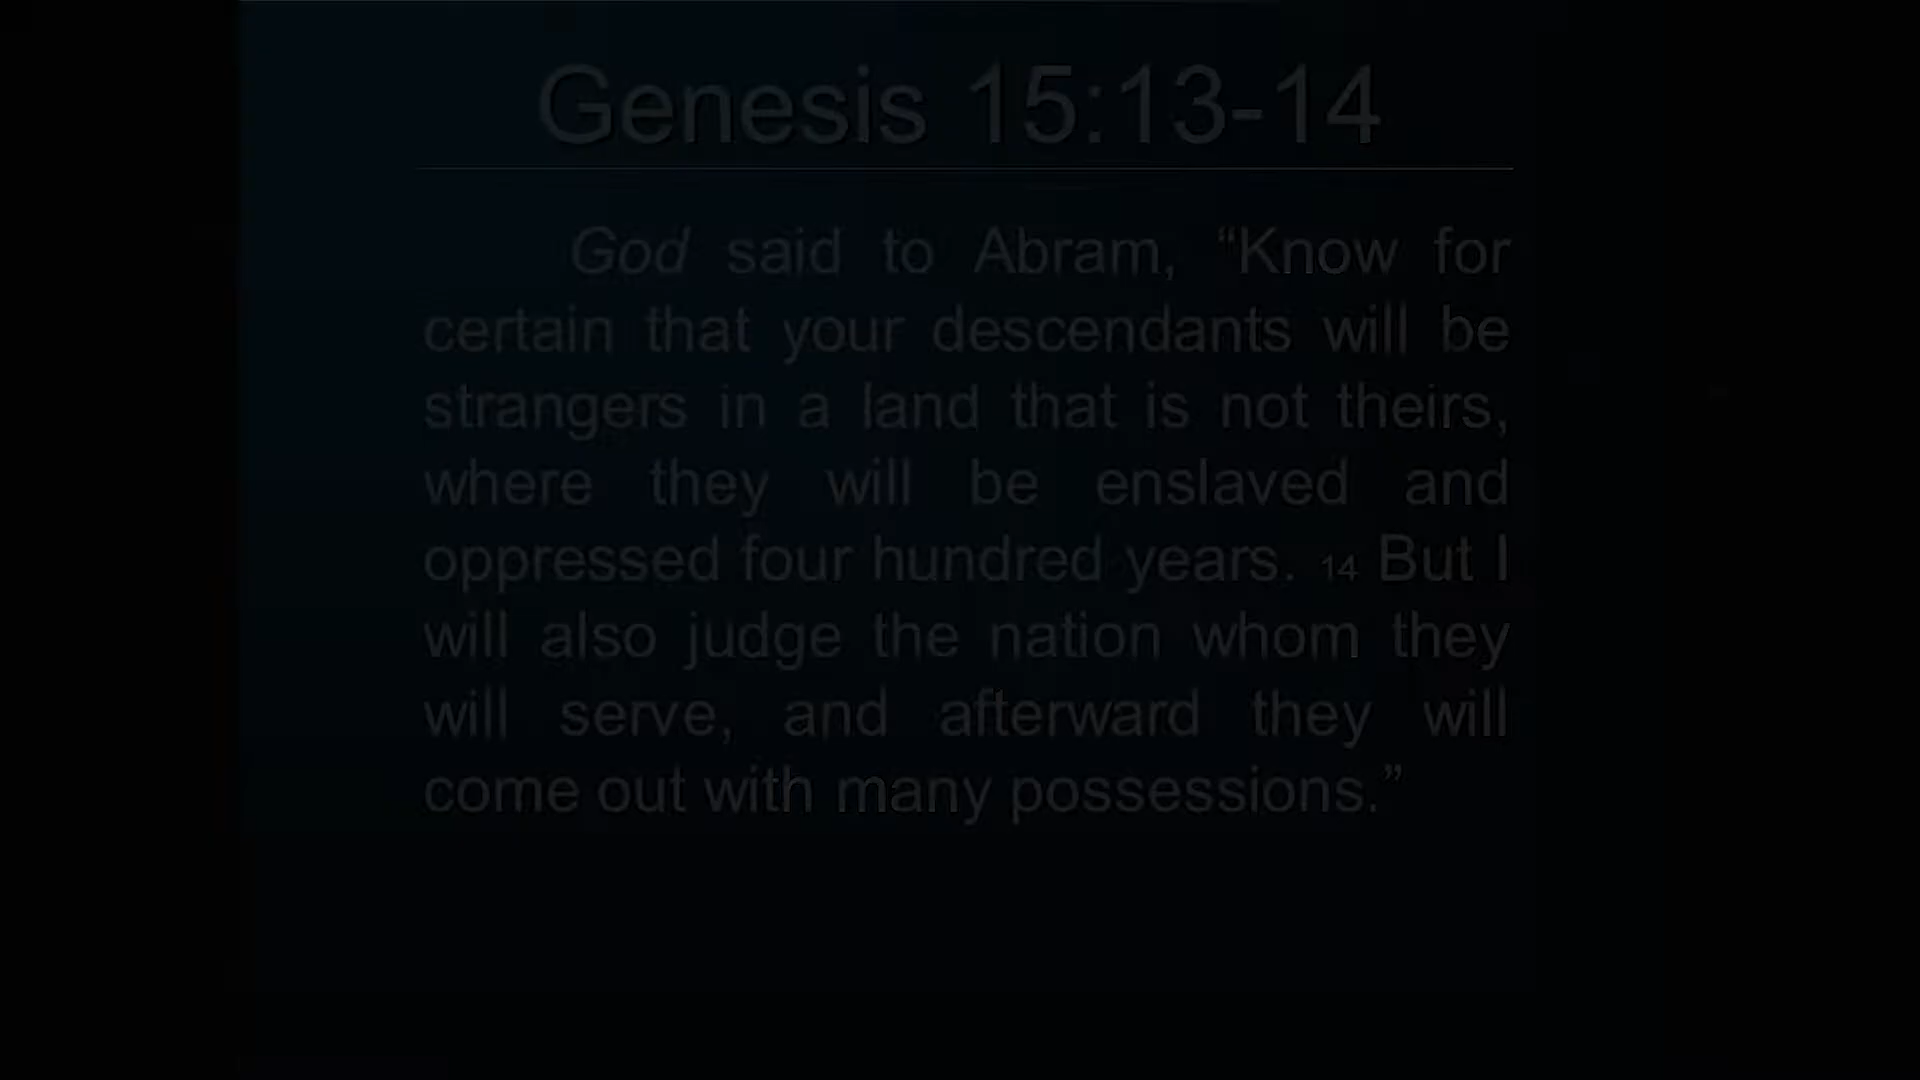 Genesis 15:13-14
God said to Abram, “Know for
certain that your descendants will be
strangers in a land that is not theirs,
where they will be enslaved and
oppressed four hundred years. 14 But I
will also judge the nation whom they
will serve, and afterward they will
come out with many possessions.”